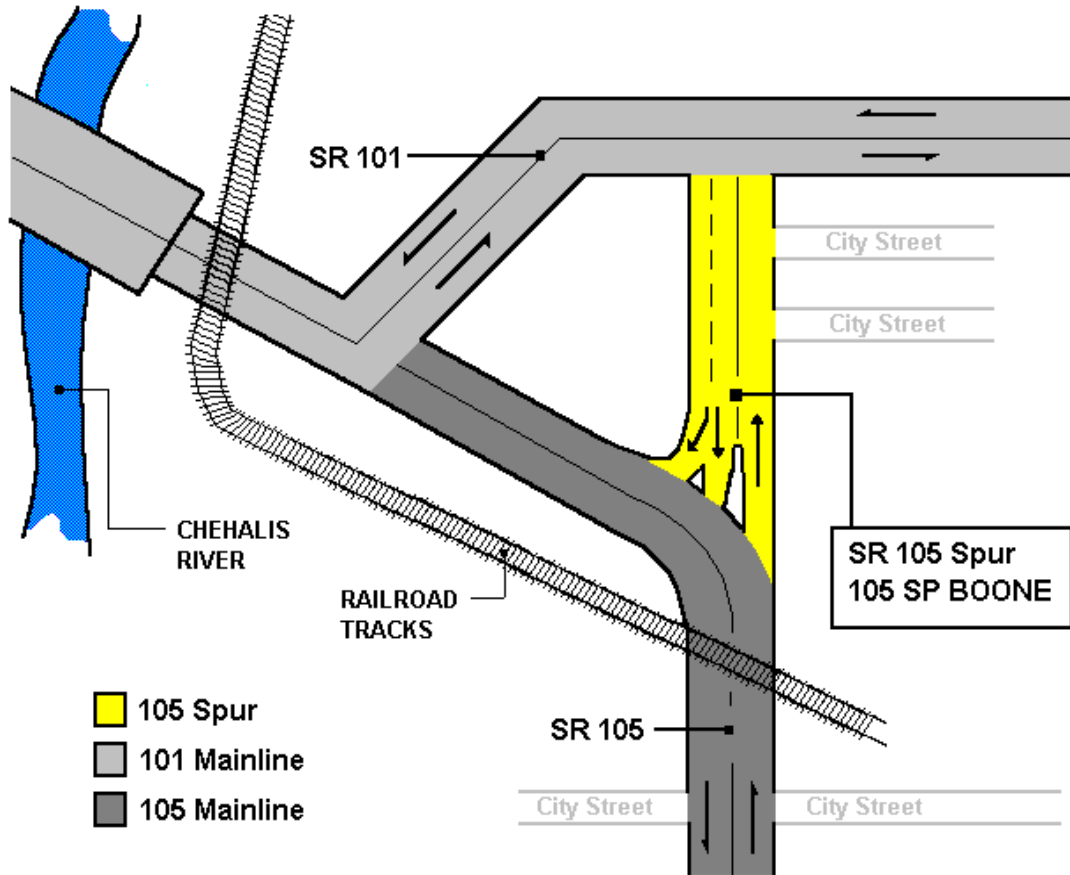 SR 101
City Street
City Street
CHEHALIS
RIVER
RAILROAD
TRACKS
SR 105 Spur
105 SP BOONE
105 Spur
101 Mainline
105 Mainline
SR 105
City Street
City Street